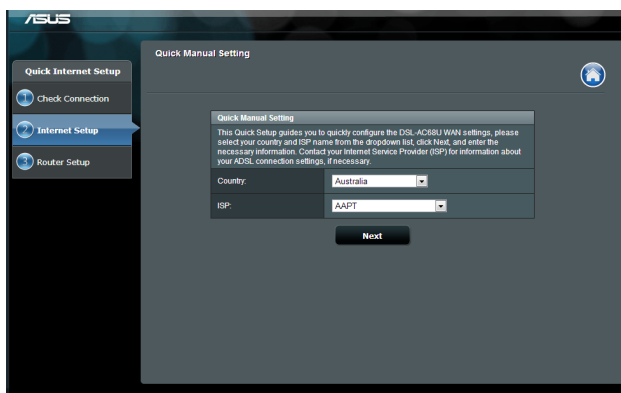 ASUS
Quick Internet Setup
1 Check Connection
2 Internet Setup
3 Router Setup
Quick Manual Setting
Quick Manual Setting
This Quick Setup guides you to quickly configure the DSL-AC68U WAN settings, please
select your country and ISP name from the dropdown list, click Next, and enter the
necessary information. Contact your Internet Service Provider (ISP) for information about
your ADSL connection settings, if necessary.
Country: Australia
ISP: AAPT
Next